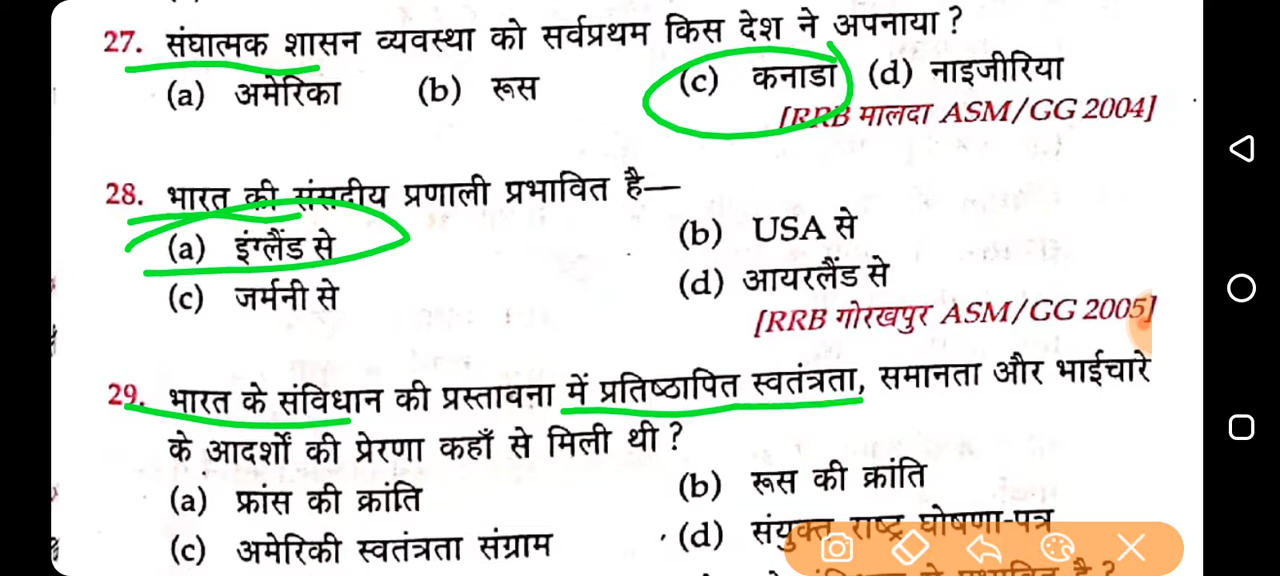 27. संघात्मक शासन व्यवस्था को सर्वप्रथम किस देश ने अपनाया ?
(a) अमेरिका (b) रूस (c) कनाडा (d) नाइजीरिया
[RRB मालदा ASM/GG 2004]
28. भारत की संसदीय प्रणाली प्रभावित है—
(a) इंग्लैंड से (b) USA से
(c) जर्मनी से (d) आयरलैंड से
[RRB गोरखपुर ASM/GG 2005]
29. भारत के संविधान की प्रस्तावना में प्रतिष्ठापित स्वतंत्रता, समानता और भाईचारे
के आदर्शों की प्रेरणा कहाँ से मिली थी ?
(a) फ्रांस की क्रांति (b) रूस की क्रांति
(c) अमेरिकी स्वतंत्रता संग्राम (d) संयुक्त राष्ट्र घोषणा-पत्र